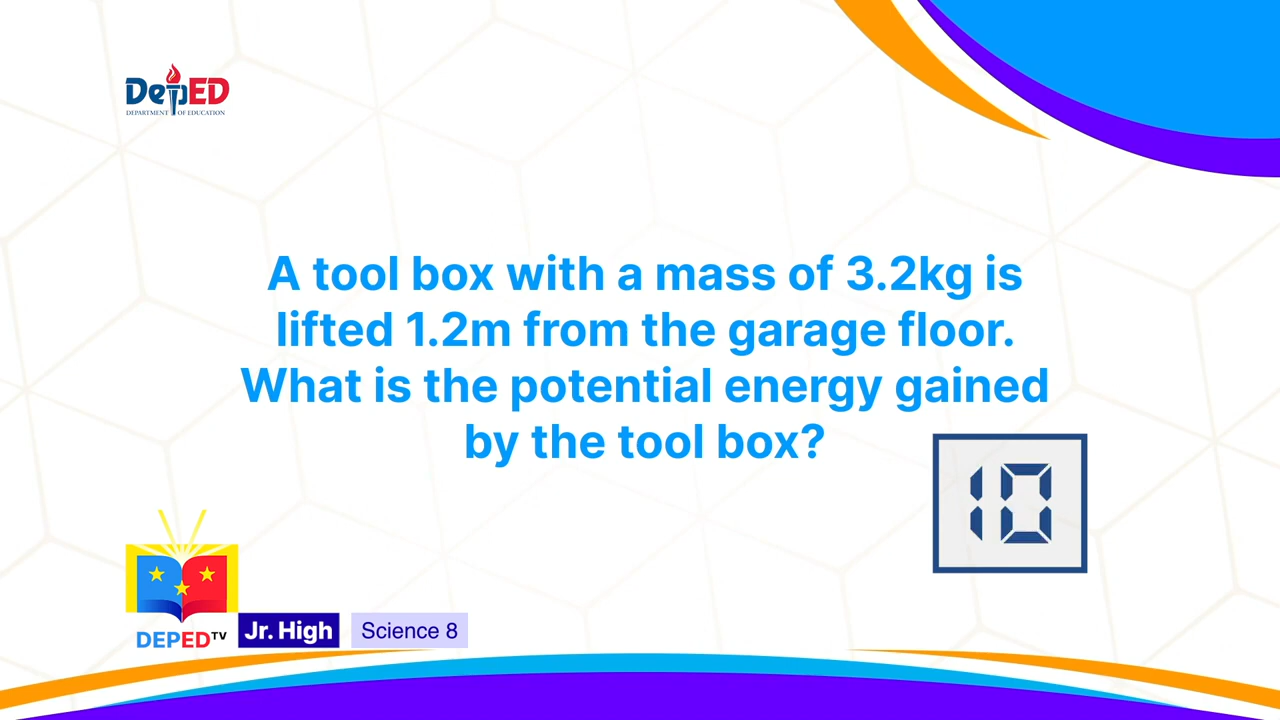 DepED
DEPARTMENT OF EDUCATION
A tool box with a mass of 3.2kg is
lifted 1.2m from the garage floor.
What is the potential energy gained
by the tool box?
10
DEPED TV
Jr. High
Science 8